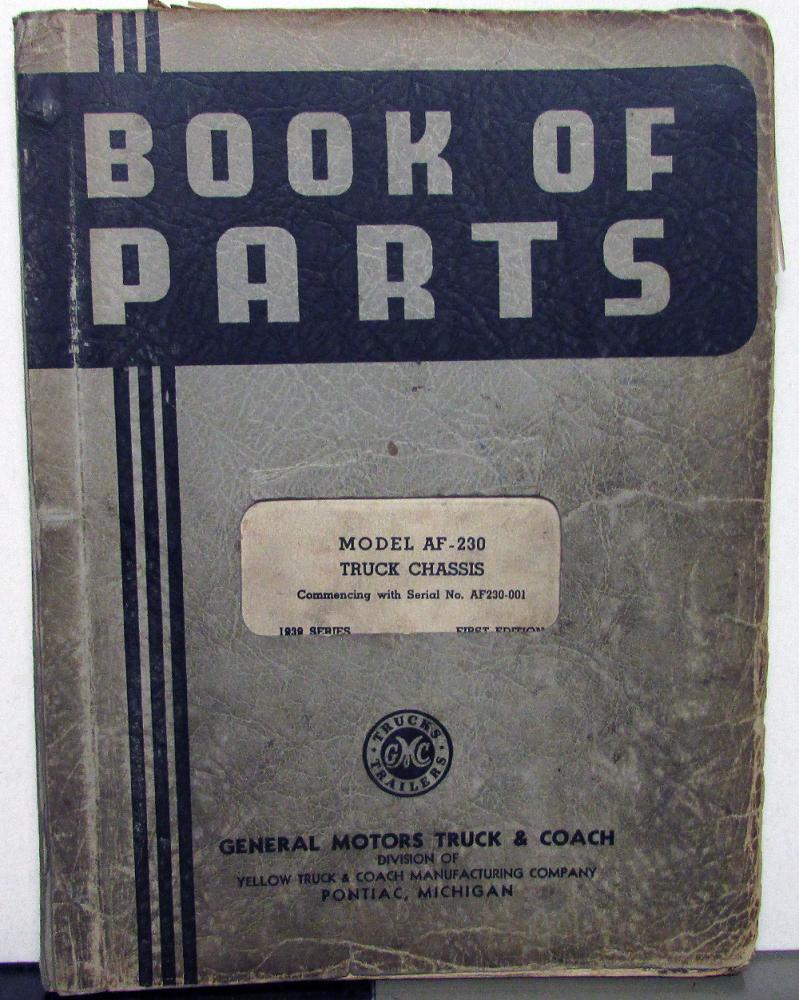 BOOK OF
PARTS
MODEL AF-230
TRUCK CHASSIS
Commencing with Serial No. AF230-001
1939 SERIES FIRST EDITION
TRUCKS
GMC
TRAILERS
GENERAL MOTORS TRUCK & COACH
DIVISION OF
YELLOW TRUCK & COACH MANUFACTURING COMPANY
PONTIAC, MICHIGAN